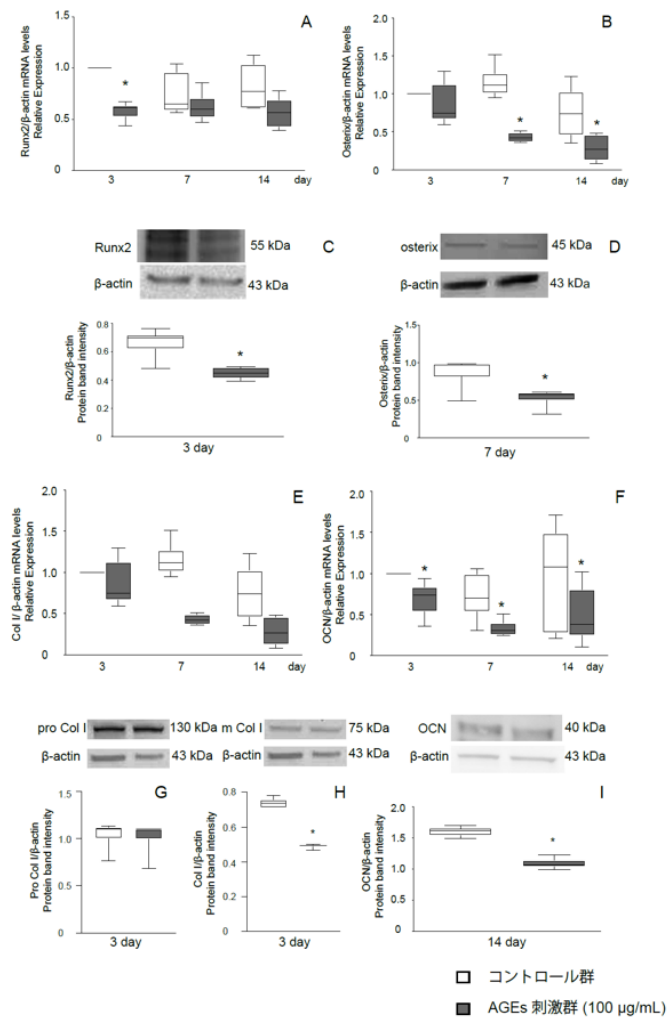 A
Runx2/β-actin mRNA levels
Relative Expression
1.5
1.0
0.5
0
*
3 7 14 day
B
Osterix/β-actin mRNA levels
Relative Expression
2.0
1.5
1.0
0.5
0
* *
3 7 14 day
C
Runx2 55 kDa
β-actin 43 kDa
Runx2/β-actin
Protein band intensity
0.8
0.6
0.4
0.2
0
*
3 day
D
osterix 45 kDa
β-actin 43 kDa
Osterix/β-actin
Protein band intensity
1.5
1.0
0.5
0
*
7 day
E
Col I/ β-actin mRNA levels
Relative Expression
2.0
1.5
1.0
0.5
0
3 7 14 day
F
OCN/β-actin mRNA levels
Relative Expression
2.0
1.5
1.0
0.5
0
* * *
3 7 14 day
pro Col I 130 kDa
β-actin 43 kDa
G
Pro Col I/β-actin
Protein band intensity
1.5
1.0
0.5
0
3 day
m Col I 75 kDa
β-actin 43 kDa
H
Col I/β-actin
Protein band intensity
0.8
0.6
0.4
0.2
0
*
3 day
OCN 40 kDa
β-actin 43 kDa
I
OCN/β-actin
Protein band intensity
2.0
1.5
1.0
0.5
0
*
14 day
コントロール群
AGEs 刺激群 (100 μg/mL)